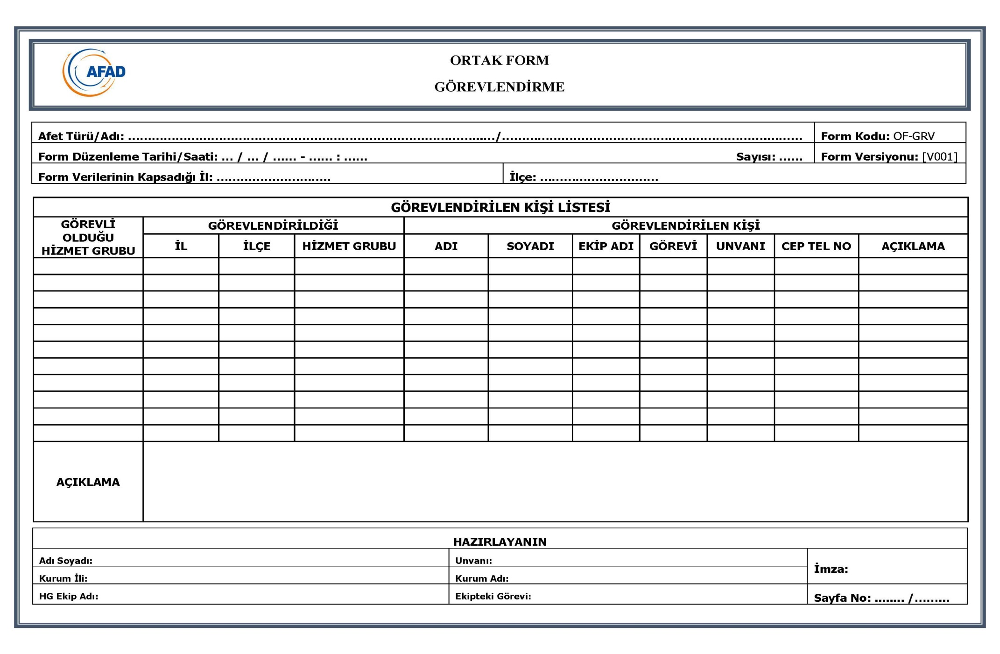 AFAD
ORTAK FORM
GÖREVLENDİRME
Afet Türü/Adı: ....................................................................................../........................................................................... Form Kodu: OF-GRV
Form Düzenleme Tarihi/Saati: ... / ... / ...... - ...... : ...... Sayısı: ...... Form Versiyonu: [V001]
Form Verilerinin Kapsadığı İl: ............................. İlçe: ..............................
GÖREVLENDİRİLEN KİŞİ LİSTESİ
GÖREVLİ
OLDUĞU
HİZMET GRUBU
GÖREVLENDİRİLDİĞİ GÖREVLENDİRİLEN KİŞİ
İL İLÇE HİZMET GRUBU ADI SOYADI EKİP ADI GÖREVİ UNVANI CEP TEL NO AÇIKLAMA
AÇIKLAMA
HAZIRLAYANIN
Adı Soyadı: Unvanı:
İmza:
Kurum İli: Kurum Adı:
HG Ekip Adı: Ekipteki Görevi: Sayfa No: ........ /.........